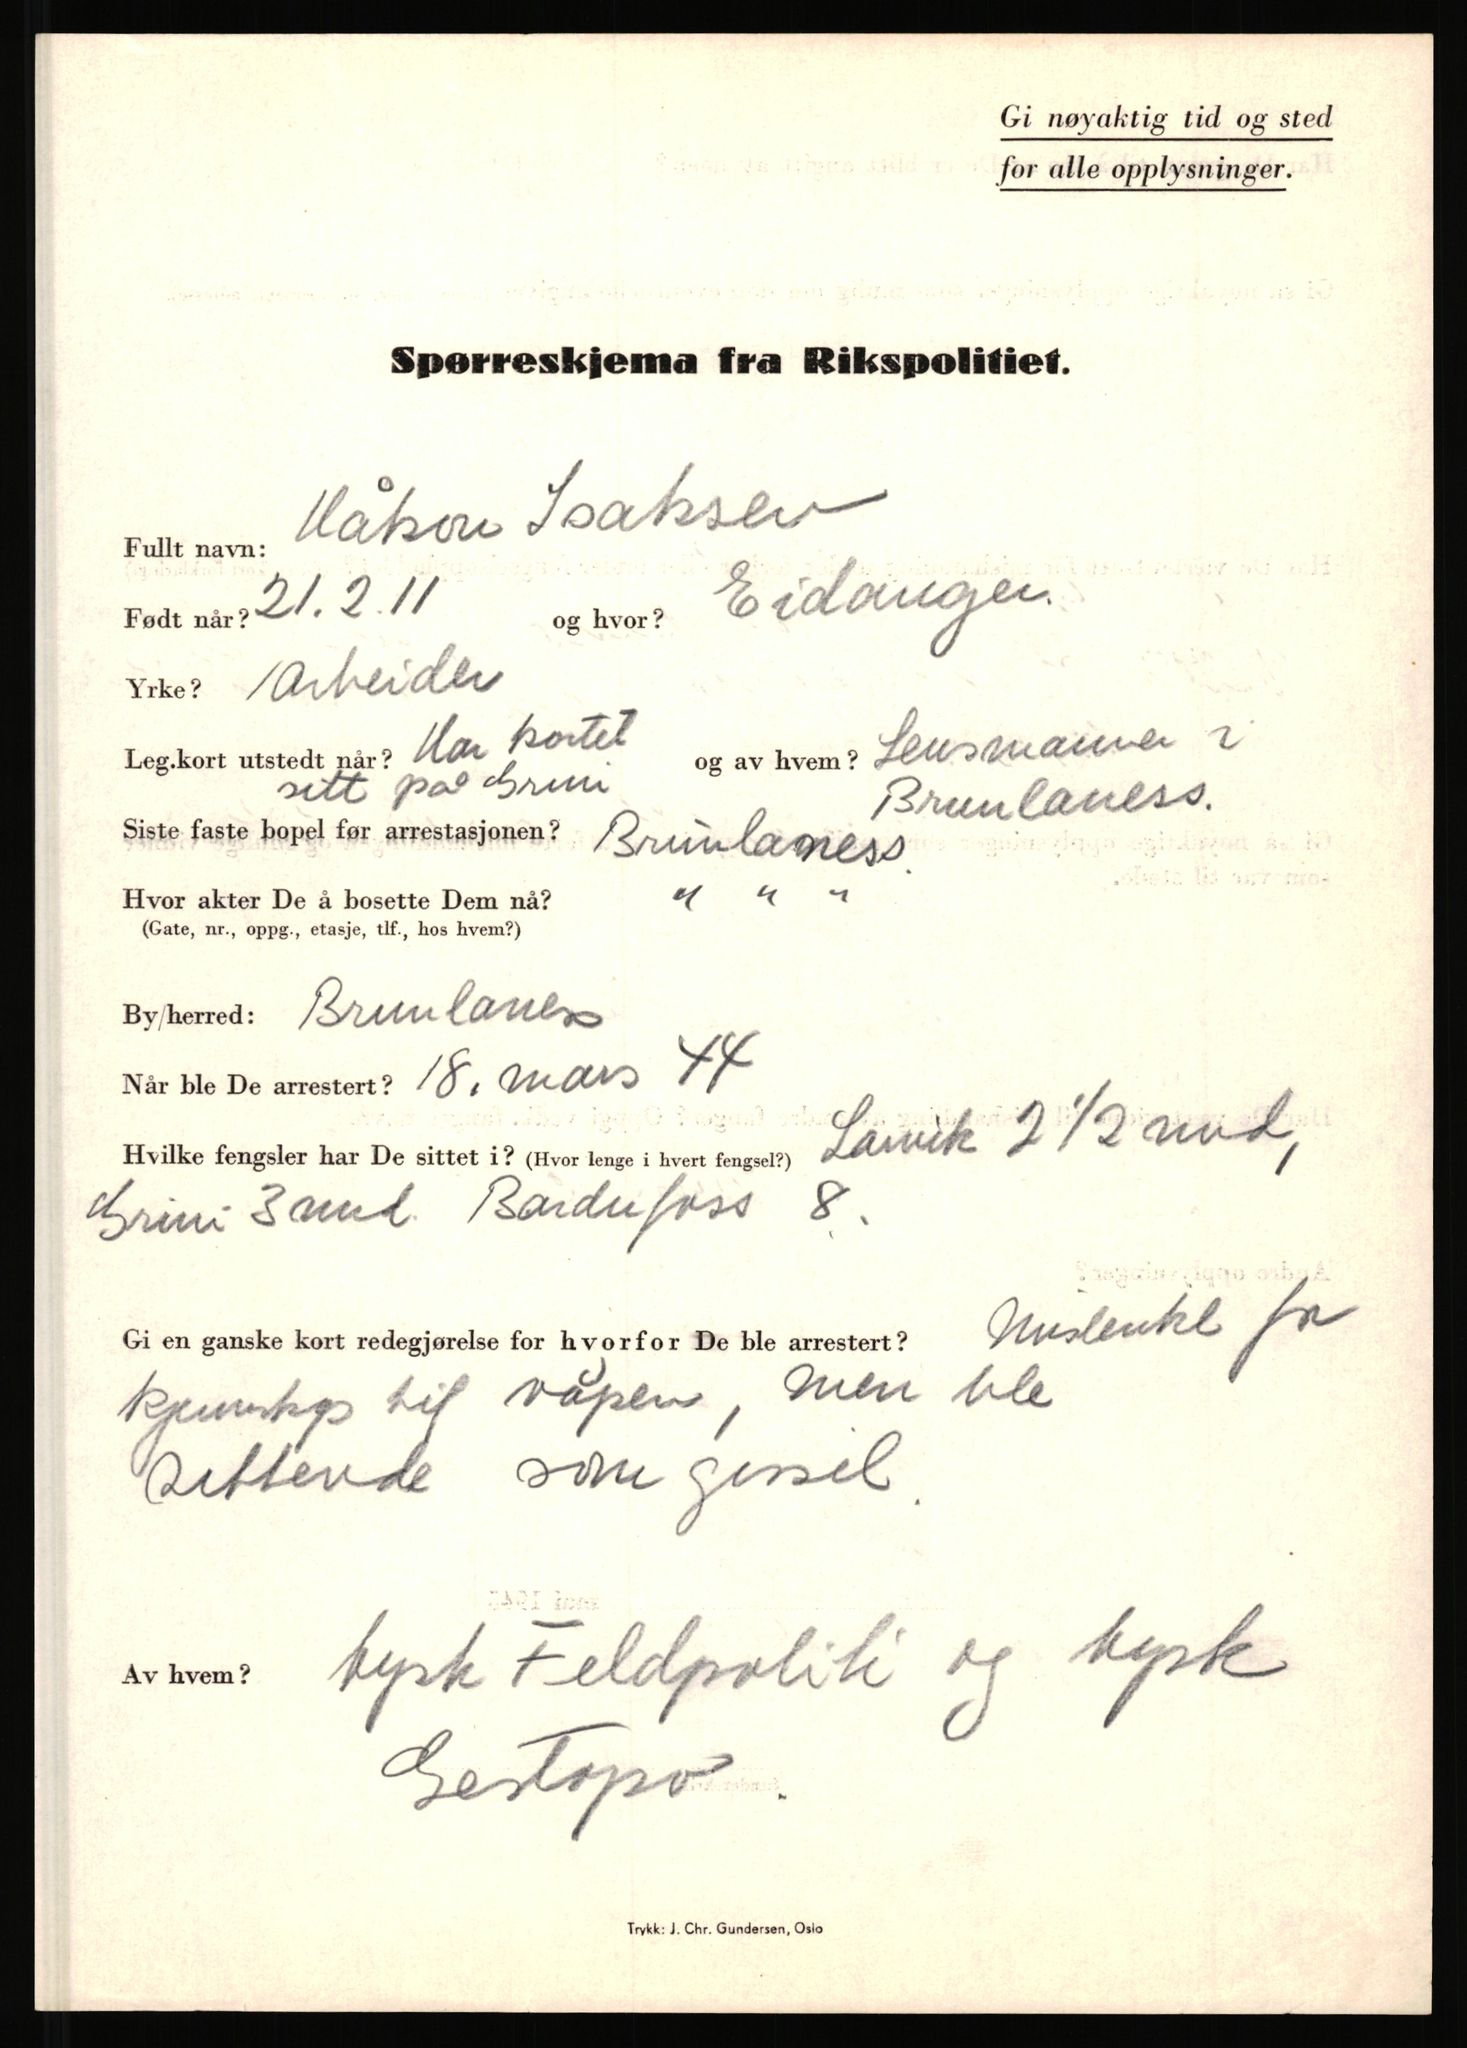 Gi nøyaktig tid og sted
for alle opplysninger.
Spørreskjema fra Rikspolitiet.
Fullt navn: Håkon Isaksen
Født når? 21.2.11 og hvor? Eidanger.
Yrke? Arbeider
Leg.kort utstedt når? Har kortet og av hvem? Lensmannen i
sitt på Grini Brunlaness.
Siste faste bopel før arrestasjonen? Brunlaness.
Hvor akter De å bosette Dem nå? " " "
(Gate, nr., oppg., etasje, tlf., hos hvem?)
By/herred: Brunlaness
Når ble De arrestert? 18. mars 44
Hvilke fengsler har De sittet i? (Hvor lenge i hvert fengsel?) Larvik 2 1/2 mnd,
Grini 3 mnd. Bardufoss 8.
Gi en ganske kort redegjørelse for hvorfor De ble arrestert? Mistenkt for
kjennskap til våpen, men ble
sittende som gissel.
Av hvem? tysk Feldpoliti og tysk
Gestapo.
Trykk: J. Chr. Gundersen, Oslo